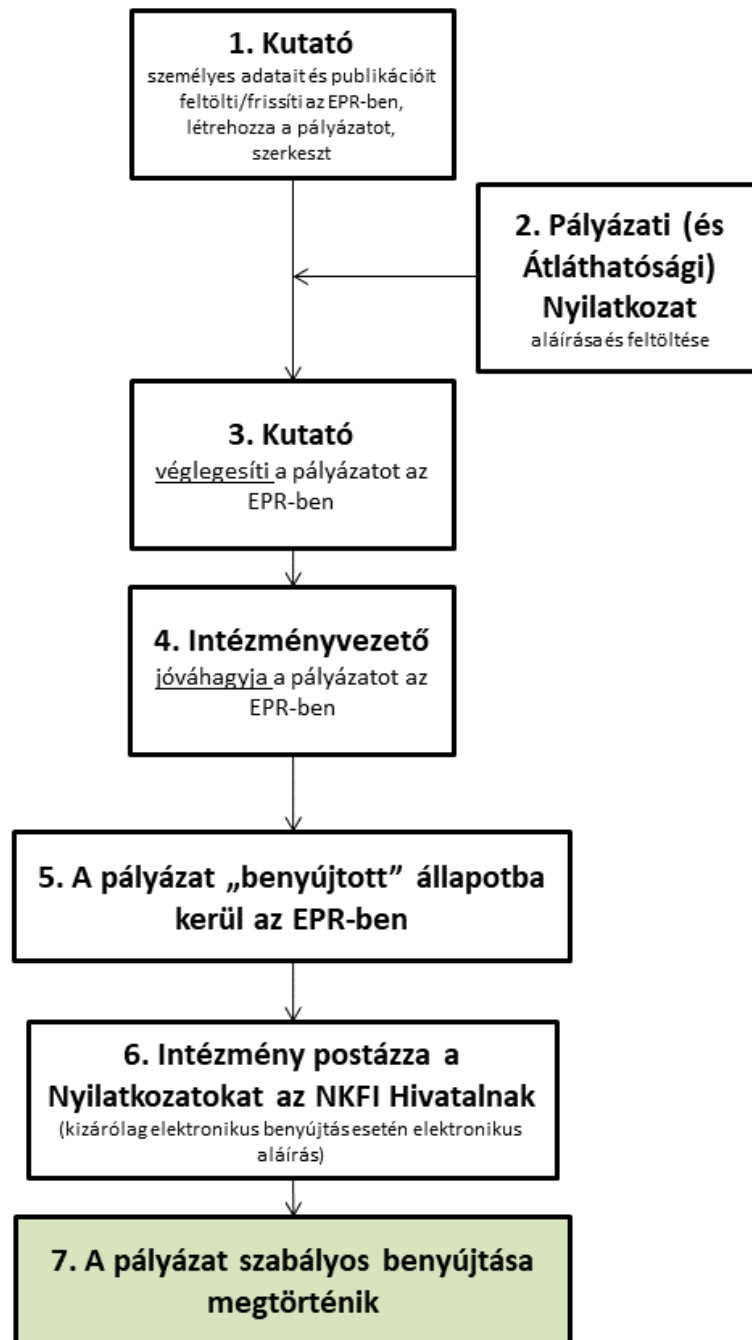 1. Kutató
személyes adatait és publikációit
feltölti/frissíti az EPR-ben,
létrehozza a pályázatot,
szerkeszt
2. Pályázati (és
Átláthatósági)
Nyilatkozat
aláírása és feltöltése
3. Kutató
véglegesíti a pályázatot az
EPR-ben
4. Intézményvezető
jóváhagyja a pályázatot az
EPR-ben
5. A pályázat „benyújtott” állapotba
kerül az EPR-ben
6. Intézmény postázza a
Nyilatkozatokat az NKFI Hivatalnak
(kizárólag elektronikus benyújtás esetén elektronikus
aláírás)
7. A pályázat szabályos benyújtása
megtörténik